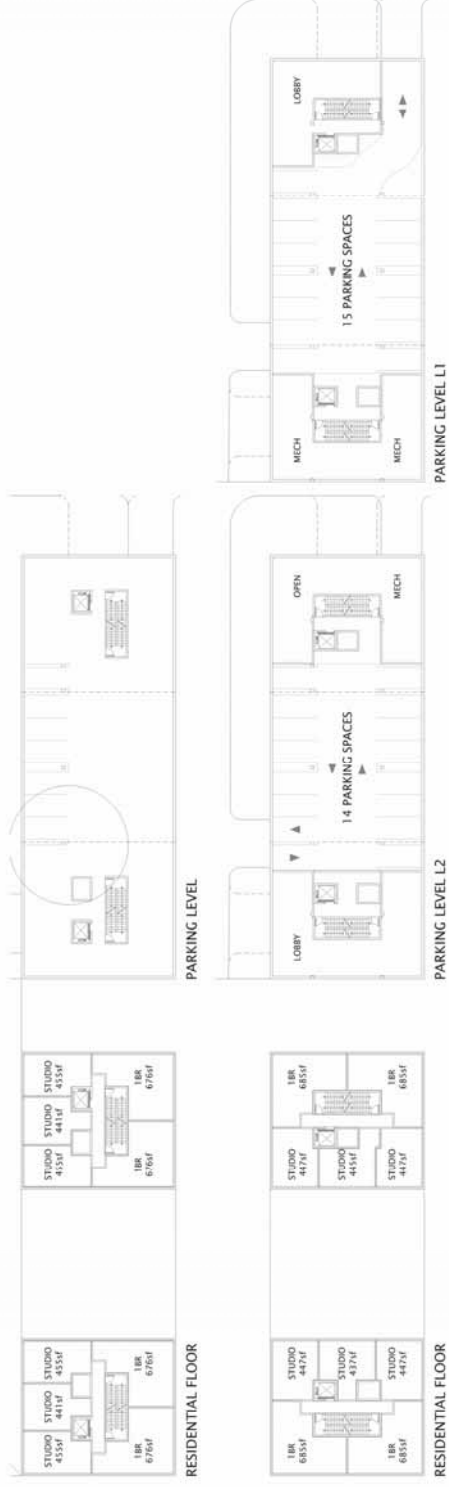 LOBBY
15 PARKING SPACES
MECH
MECH
PARKING LEVEL L1
PARKING LEVEL
OPEN
MECH
14 PARKING SPACES
LOBBY
PARKING LEVEL L2
STUDIO
455sf
STUDIO
441sf
STUDIO
455sf
1BR
676sf
1BR
676sf
STUDIO
455sf
STUDIO
441sf
STUDIO
455sf
1BR
676sf
1BR
676sf
RESIDENTIAL FLOOR
1BR
685sf
1BR
685sf
STUDIO
447sf
STUDIO
445sf
STUDIO
447sf
STUDIO
447sf
STUDIO
437sf
STUDIO
447sf
1BR
685sf
1BR
685sf
RESIDENTIAL FLOOR